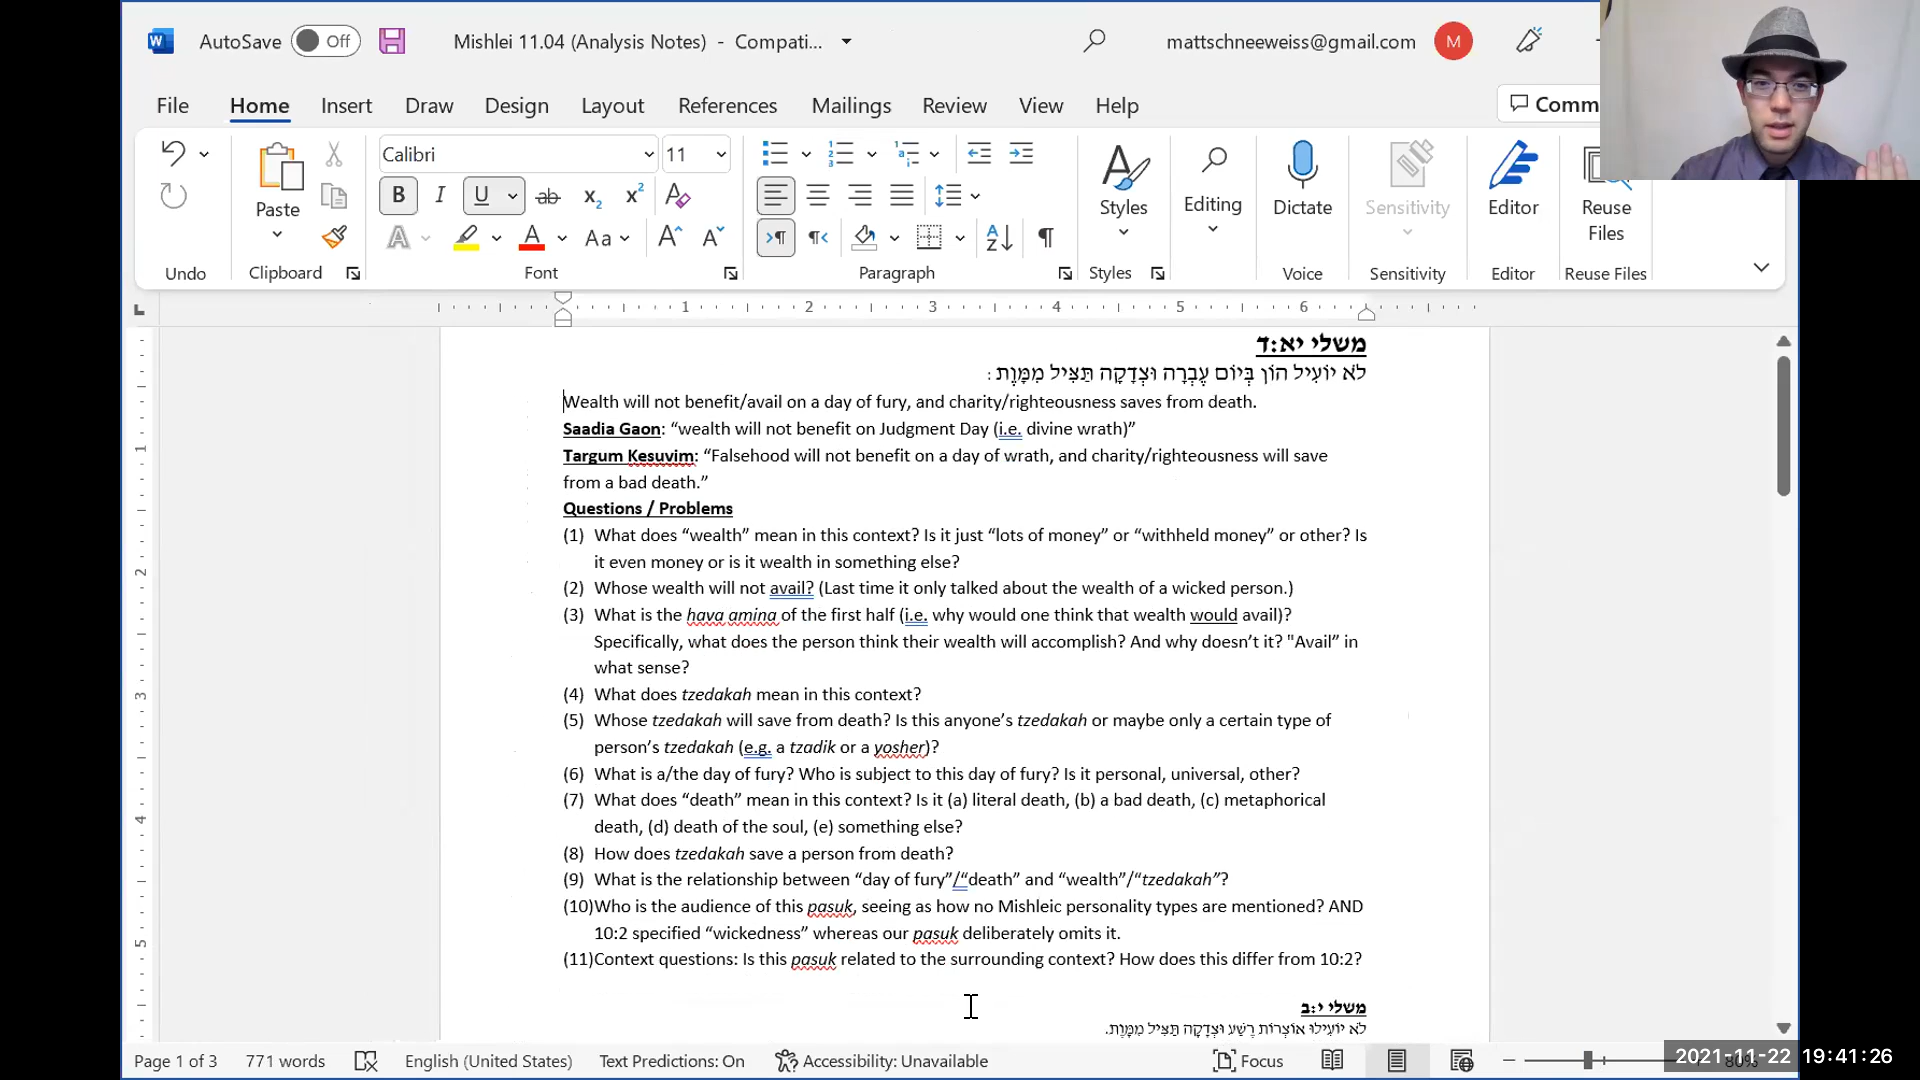 AutoSave Off Mishlei 11.04 (Analysis Notes) - Compati... mattschneeweiss@gmail.com M
File Home Insert Draw Design Layout References Mailings Review View Help Comm
Calibri 11
Paste Styles Editing Dictate Sensitivity Editor Reuse Files
Undo Clipboard Font Paragraph Styles Voice Sensitivity Editor Reuse Files
1 2 3 4 5 6
משלי יא:ד
לֹא יוֹעִיל הוֹן בְּיוֹם עֶבְרָה וּצְדָקָה תַּצִּיל מִמָּוֶת :
Wealth will not benefit/avail on a day of fury, and charity/righteousness saves from death.
Saadia Gaon: “wealth will not benefit on Judgment Day (i.e. divine wrath)”
Targum Kesuvim: “Falsehood will not benefit on a day of wrath, and charity/righteousness will save
from a bad death.”
Questions / Problems
(1) What does “wealth” mean in this context? Is it just “lots of money” or “withheld money” or other? Is
it even money or is it wealth in something else?
(2) Whose wealth will not avail? (Last time it only talked about the wealth of a wicked person.)
(3) What is the hava amina of the first half (i.e. why would one think that wealth would avail)?
Specifically, what does the person think their wealth will accomplish? And why doesn’t it? "Avail” in
what sense?
(4) What does tzedakah mean in this context?
(5) Whose tzedakah will save from death? Is this anyone’s tzedakah or maybe only a certain type of
person’s tzedakah (e.g. a tzadik or a yosher)?
(6) What is a/the day of fury? Who is subject to this day of fury? Is it personal, universal, other?
(7) What does “death” mean in this context? Is it (a) literal death, (b) a bad death, (c) metaphorical
death, (d) death of the soul, (e) something else?
(8) How does tzedakah save a person from death?
(9) What is the relationship between “day of fury”/“death” and “wealth”/“tzedakah”?
(10)Who is the audience of this pasuk, seeing as how no Mishleic personality types are mentioned? AND
10:2 specified “wickedness” whereas our pasuk deliberately omits it.
(11)Context questions: Is this pasuk related to the surrounding context? How does this differ from 10:2?
משלי י:ב
לֹא יוֹעִילוּ אוֹצְרוֹת רֶשַׁע וּצְדָקָה תַּצִּיל מִמָּוֶת.
Page 1 of 3 771 words English (United States) Text Predictions: On Accessibility: Unavailable Focus 80%
2021-11-22 19:41:26